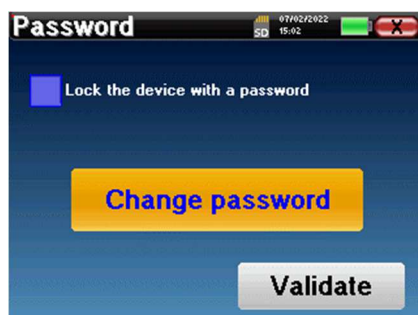 Password
SD
07/02/2022
15:02
X
Lock the device with a password
Change password
Validate